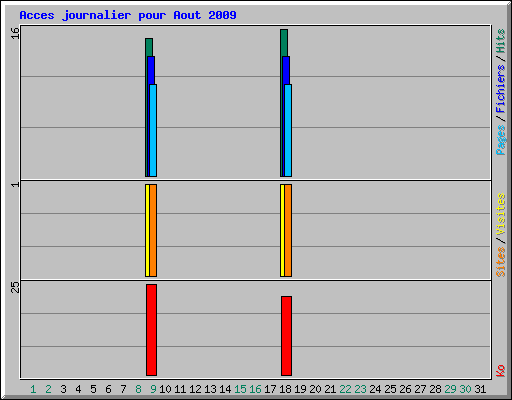 Acces journalier pour Aout 2009
16
Pages/Fichiers/Hits
1
Sites/Visites
25
Ko
1 2 3 4 5 6 7 8 9 10 11 12 13 14 15 16 17 18 19 20 21 22 23 24 25 26 27 28 29 30 31